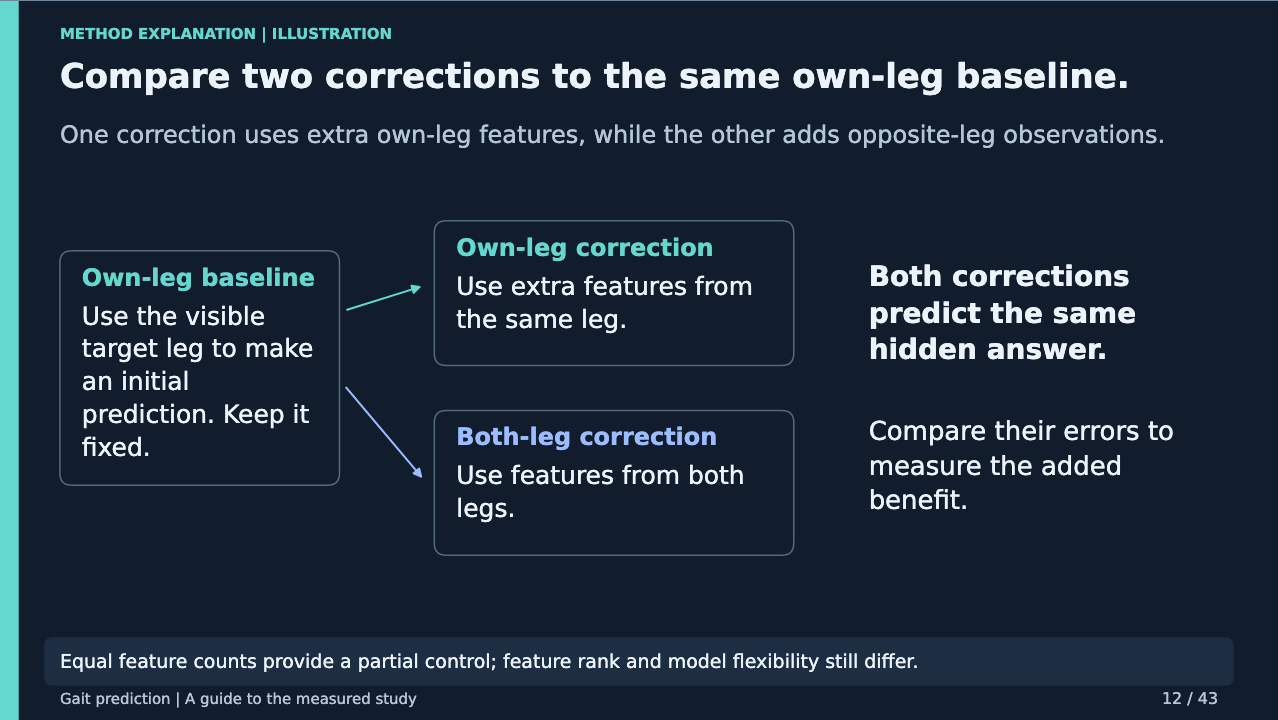 METHOD EXPLANATION | ILLUSTRATION
Compare two corrections to the same own-leg baseline.
One correction uses extra own-leg features, while the other adds opposite-leg observations.
Own-leg baseline
Use the visible
target leg to make
an initial
prediction. Keep it
fixed.
Own-leg correction
Use extra features from
the same leg.
Both-leg correction
Use features from both
legs.
Both corrections
predict the same
hidden answer.
Compare their errors to
measure the added
benefit.
Equal feature counts provide a partial control; feature rank and model flexibility still differ.
Gait prediction | A guide to the measured study
12 / 43